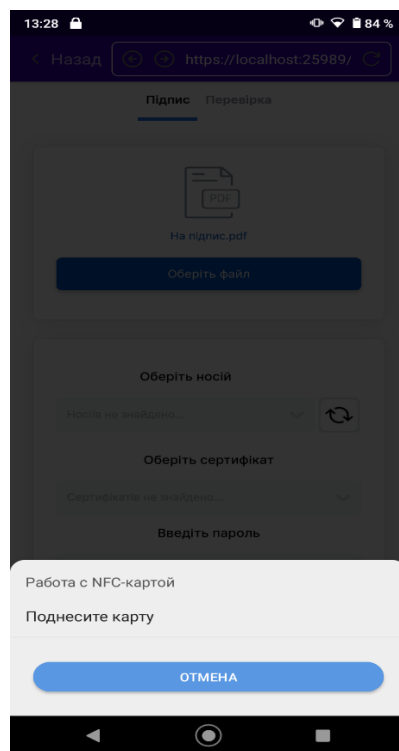 13:28 84 %
Назад https://localhost:25989/
Підпис Перевірка
PDF
На підпис.pdf
Оберіть файл
Оберіть носій
Носіїв не знайдено...
Оберіть сертифікат
Сертифікатів не знайдено...
Введіть пароль
Работа с NFC-картой
Поднесите карту
ОТМЕНА